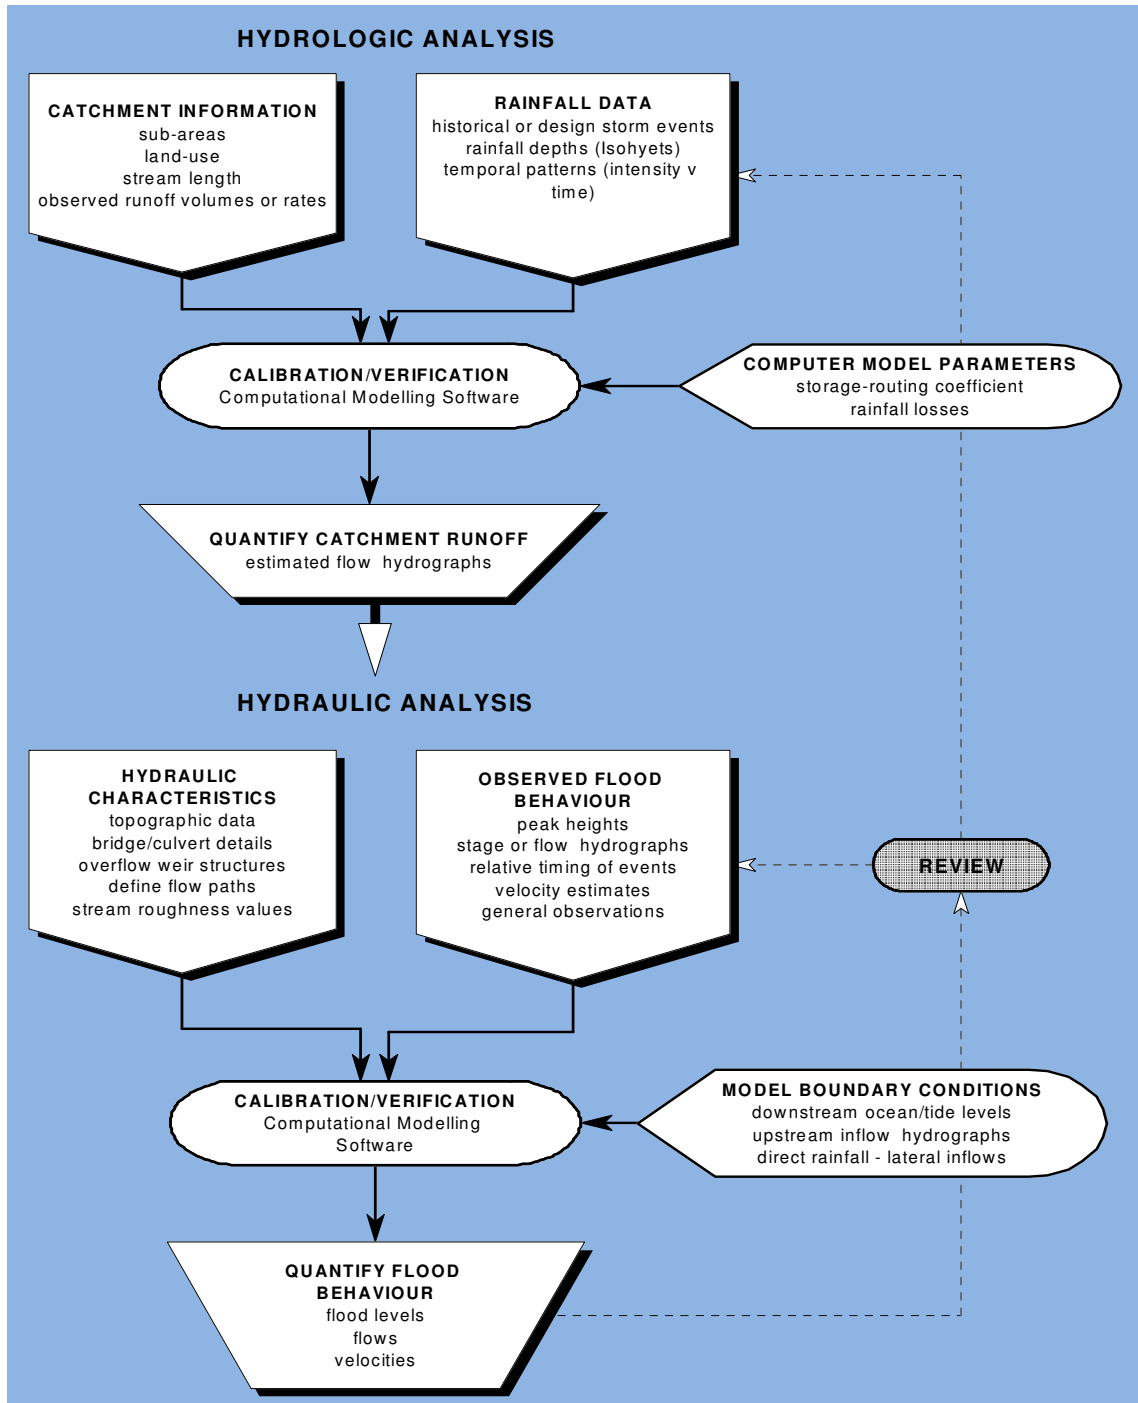 HYDROLOGIC ANALYSIS
CATCHMENT INFORMATION
sub-areas
land-use
stream length
observed runoff volumes or rates
RAINFALL DATA
historical or design storm events
rainfall depths (Isohyets)
temporal patterns (intensity v
time)
CALIBRATION/VERIFICATION
Computational Modelling Software
COMPUTER MODEL PARAMETERS
storage-routing coefficient
rainfall losses
QUANTIFY CATCHMENT RUNOFF
estimated flow hydrographs
HYDRAULIC ANALYSIS
HYDRAULIC
CHARACTERISTICS
topographic data
bridge/culvert details
overflow weir structures
define flow paths
stream roughness values
OBSERVED FLOOD
BEHAVIOUR
peak heights
stage or flow hydrographs
relative timing of events
velocity estimates
general observations
REVIEW
CALIBRATION/VERIFICATION
Computational Modelling
Software
MODEL BOUNDARY CONDITIONS
downstream ocean/tide levels
upstream inflow hydrographs
direct rainfall - lateral inflows
QUANTIFY FLOOD
BEHAVIOUR
flood levels
flows
velocities